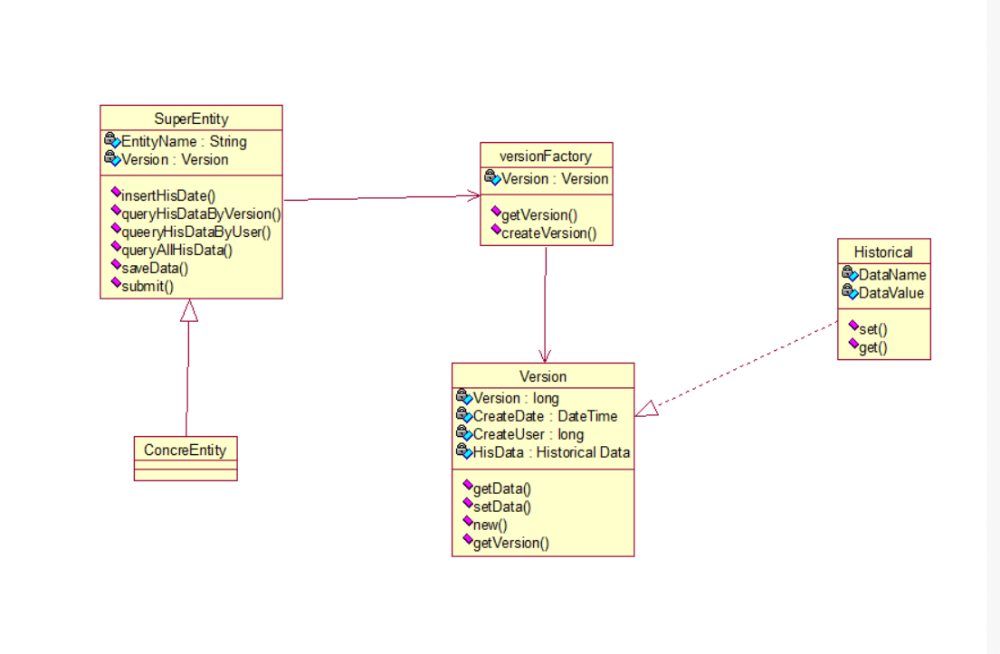 SuperEntity
EntityName : String
Version : Version
insertHisDate()
queryHisDataByVersion()
queeryHisDataByUser()
queryAllHisData()
saveData()
submit()
versionFactory
Version : Version
getVersion()
createVersion()
Historical
DataName
DataValue
set()
get()
Version
Version : long
CreateDate : DateTime
CreateUser : long
HisData : Historical Data
getData()
setData()
new()
getVersion()
ConcreEntity